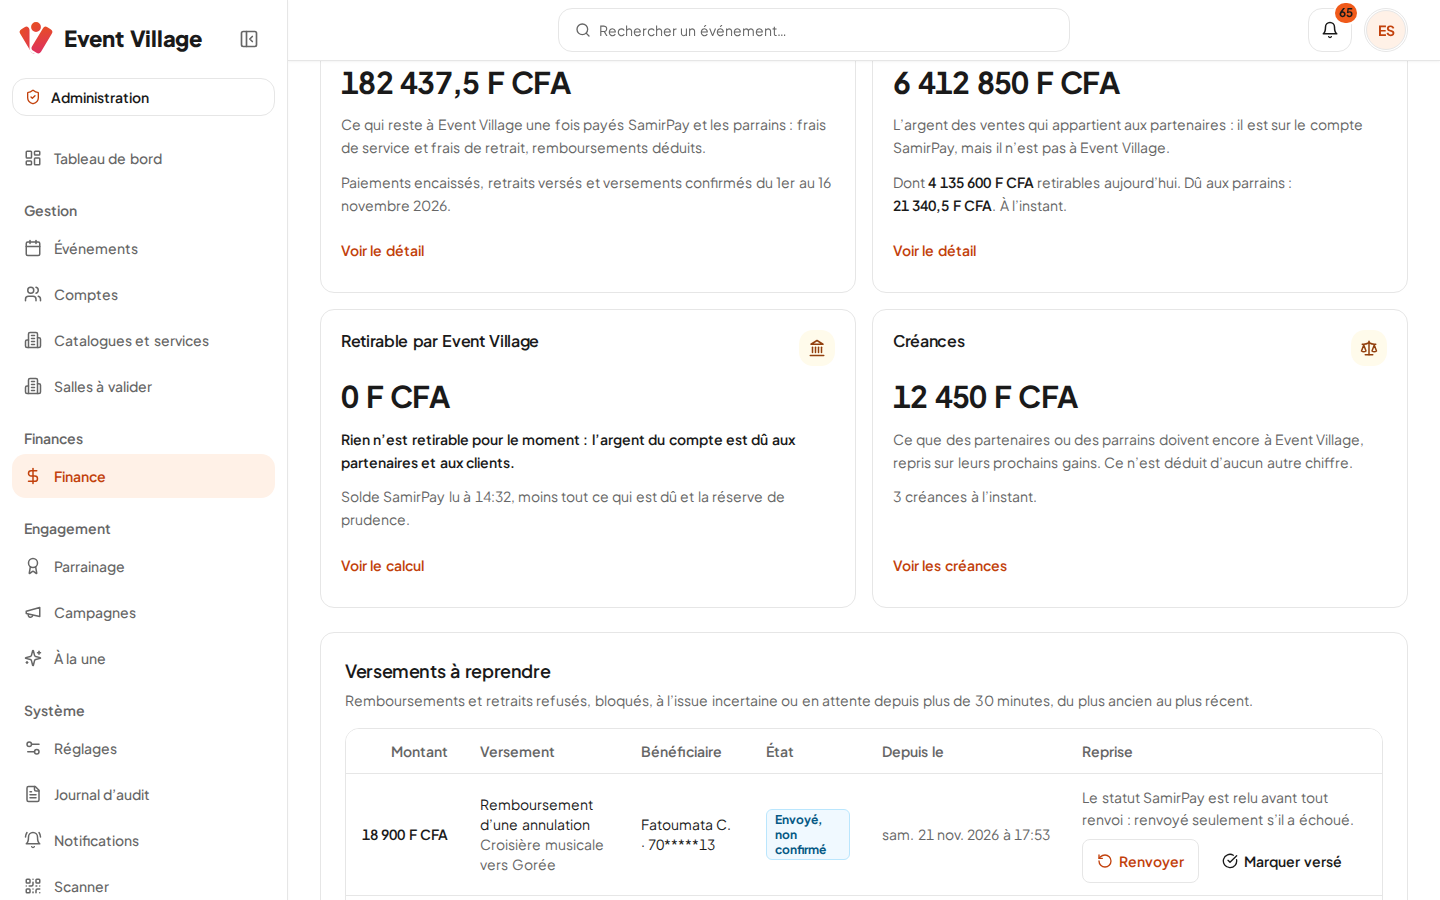 Event Village
Administration
Tableau de bord
Gestion
Événements
Comptes
Catalogues et services
Salles à valider
Finances
Finance
Engagement
Parrainage
Campagnes
À la une
Système
Réglages
Journal d’audit
Notifications
Scanner
Rechercher un événement…
65
ES
182 437,5 F CFA
Ce qui reste à Event Village une fois payés SamirPay et les parrains : frais
de service et frais de retrait, remboursements déduits.
Paiements encaissés, retraits versés et versements confirmés du 1er au 16
novembre 2026.
Voir le détail
6 412 850 F CFA
L’argent des ventes qui appartient aux partenaires : il est sur le compte
SamirPay, mais il n’est pas à Event Village.
Dont 4 135 600 F CFA retirables aujourd’hui. Dû aux parrains :
21 340,5 F CFA. À l’instant.
Voir le détail
Retirable par Event Village
0 F CFA
Rien n’est retirable pour le moment : l’argent du compte est dû aux
partenaires et aux clients.
Solde SamirPay lu à 14:32, moins tout ce qui est dû et la réserve de
prudence.
Voir le calcul
Créances
12 450 F CFA
Ce que des partenaires ou des parrains doivent encore à Event Village,
repris sur leurs prochains gains. Ce n’est déduit d’aucun autre chiffre.
3 créances à l’instant.
Voir les créances
Versements à reprendre
Remboursements et retraits refusés, bloqués, à l’issue incertaine ou en attente depuis plus de 30 minutes, du plus ancien au plus récent.
Montant Versement Bénéficiaire État Depuis le Reprise
18 900 F CFA
Remboursement
d’une annulation
Croisière musicale
vers Gorée
Fatoumata C.
· 70*****13
Envoyé,
non
confirmé
sam. 21 nov. 2026 à 17:53
Le statut SamirPay est relu avant tout
renvoi : renvoyé seulement s’il a échoué.
Renvoyer
Marquer versé